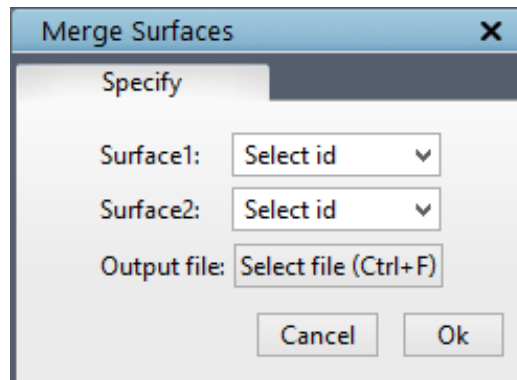 Merge Surfaces
Specify
Surface1: Select id
Surface2: Select id
Output file: Select file (Ctrl+F)
Cancel Ok